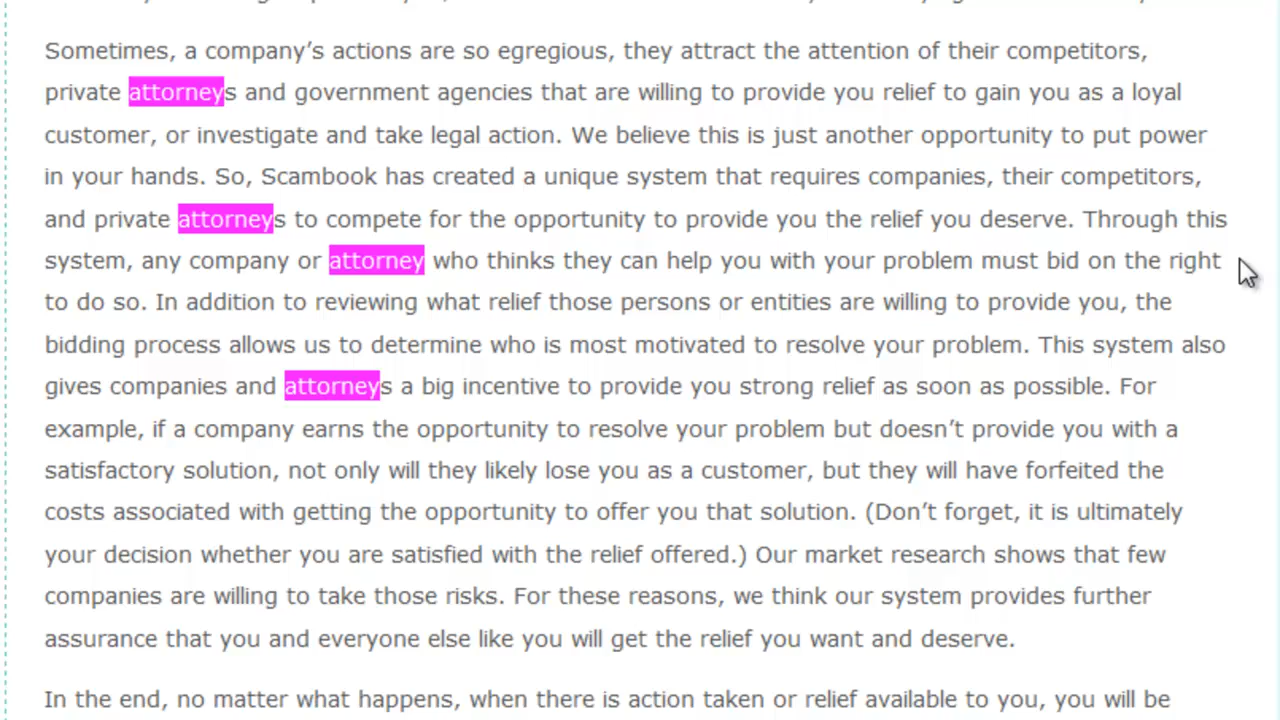 Sometimes, a company's actions are so egregious, they attract the attention of their competitors,
private attorneys and government agencies that are willing to provide you relief to gain you as a loyal
customer, or investigate and take legal action. We believe this is just another opportunity to put power
in your hands. So, Scambook has created a unique system that requires companies, their competitors,
and private attorneys to compete for the opportunity to provide you the relief you deserve. Through this
system, any company or attorney who thinks they can help you with your problem must bid on the right
to do so. In addition to reviewing what relief those persons or entities are willing to provide you, the
bidding process allows us to determine who is most motivated to resolve your problem. This system also
gives companies and attorneys a big incentive to provide you strong relief as soon as possible. For
example, if a company earns the opportunity to resolve your problem but doesn't provide you with a
satisfactory solution, not only will they likely lose you as a customer, but they will have forfeited the
costs associated with getting the opportunity to offer you that solution. (Don't forget, it is ultimately
your decision whether you are satisfied with the relief offered.) Our market research shows that few
companies are willing to take those risks. For these reasons, we think our system provides further
assurance that you and everyone else like you will get the relief you want and deserve.
In the end, no matter what happens, when there is action taken or relief available to you, you will be